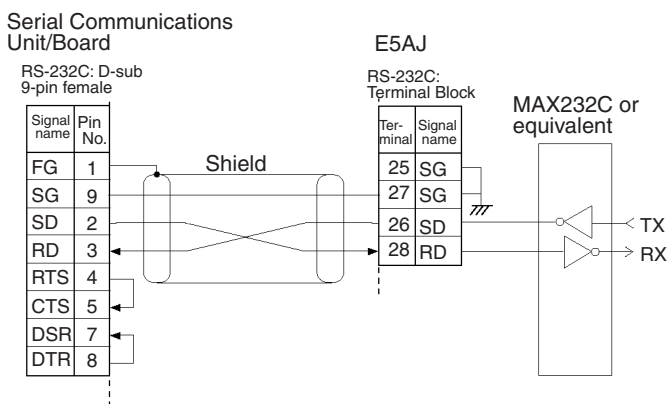 Serial Communications
Unit/Board
RS-232C: D-sub
9-pin female
Signal
name
Pin
No.
FG 1
SG 9
SD 2
RD 3
RTS 4
CTS 5
DSR 7
DTR 8
Shield
E5AJ
RS-232C:
Terminal Block
Ter-
minal
Signal
name
25 SG
27 SG
26 SD
28 RD
MAX232C or
equivalent
TX
RX